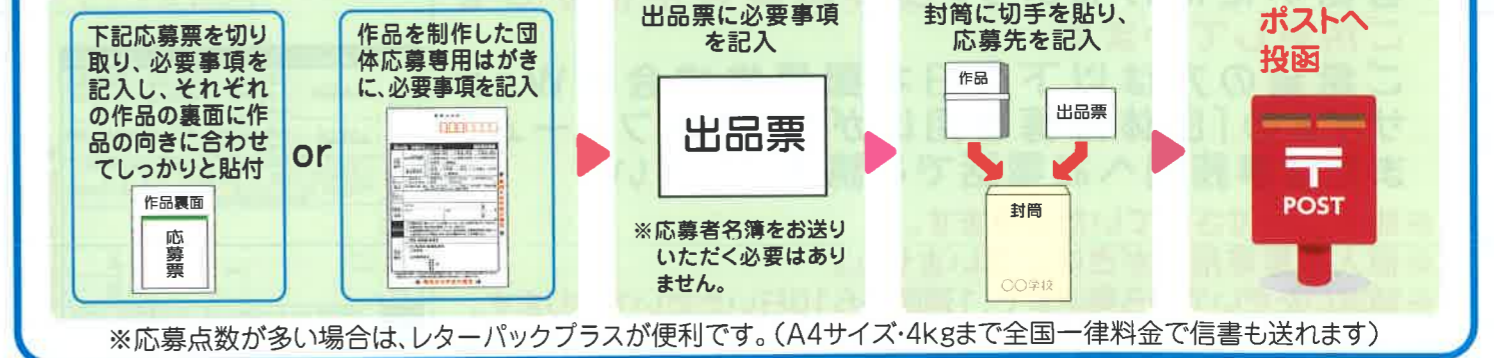 下記応募票を切り
取り、必要事項を
記入し、それぞれ
の作品の裏面に作
品の向きに合わせ
てしっかりと貼付
作品裏面
応募票
or
作品を制作した団
体応募専用はがき
に、必要事項を記入
出品票に必要事項
を記入
出品票
※応募者名簿をお送り
いただく必要はあり
ません。
封筒に切手を貼り、
応募先を記入
作品
出品票
封筒
〇〇学校
ポストへ
投函
〒
POST
※応募点数が多い場合は、レターパックプラスが便利です。（A4サイズ・4kgまで全国一律料金で信書も送れます）